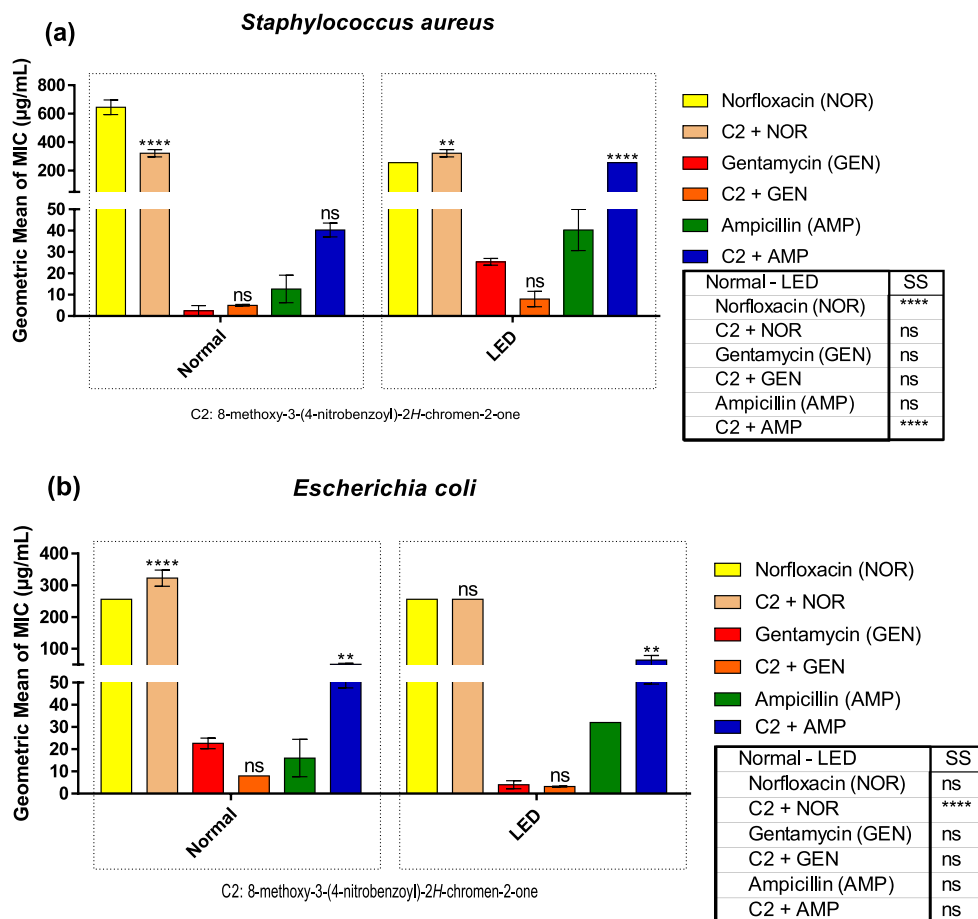 (a)
Staphylococcus aureus
Geometric Mean of MIC (µg/mL)
800
600
400
200
50
40
30
20
10
0
****
ns
ns
**
ns
****
Normal
LED
C2: 8-methoxy-3-(4-nitrobenzoyl)-2H-chromen-2-one
Norfloxacin (NOR)
C2 + NOR
Gentamycin (GEN)
C2 + GEN
Ampicillin (AMP)
C2 + AMP
Normal - LED SS
Norfloxacin (NOR) ****
C2 + NOR ns
Gentamycin (GEN) ns
C2 + GEN ns
Ampicillin (AMP) ns
C2 + AMP ****
(b)
Escherichia coli
Geometric Mean of MIC (µg/mL)
400
300
200
100
50
40
30
20
10
0
****
ns
**
ns
ns
**
Normal
LED
C2: 8-methoxy-3-(4-nitrobenzoyl)-2H-chromen-2-one
Norfloxacin (NOR)
C2 + NOR
Gentamycin (GEN)
C2 + GEN
Ampicillin (AMP)
C2 + AMP
Normal - LED SS
Norfloxacin (NOR) ns
C2 + NOR ****
Gentamycin (GEN) ns
C2 + GEN ns
Ampicillin (AMP) ns
C2 + AMP ns